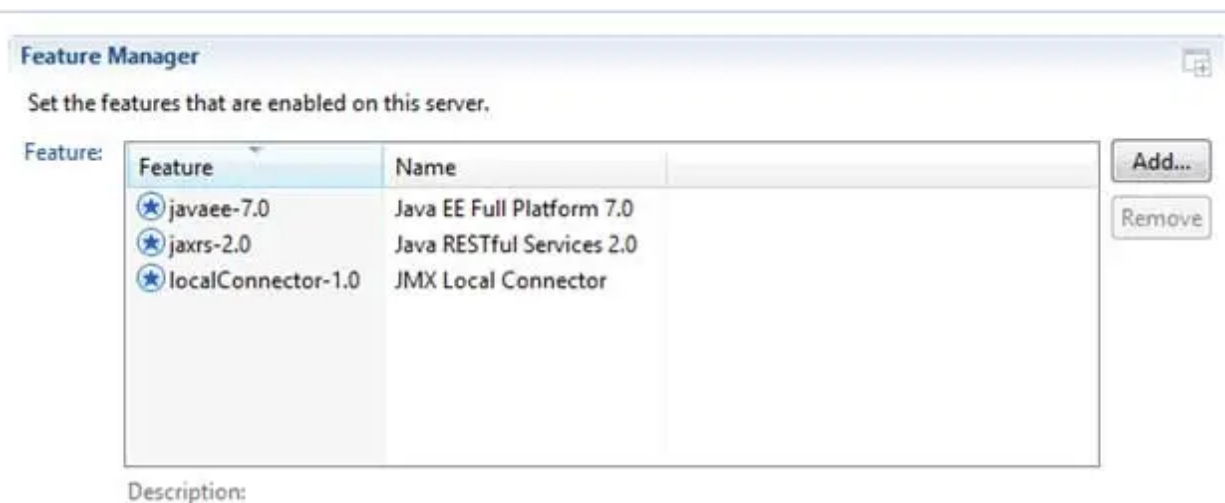 Feature Manager
Set the features that are enabled on this server.
Feature:
Feature Name
Add...
javaee-7.0 Java EE Full Platform 7.0
Remove
jaxrs-2.0 Java RESTful Services 2.0
localConnector-1.0 JMX Local Connector
Description: